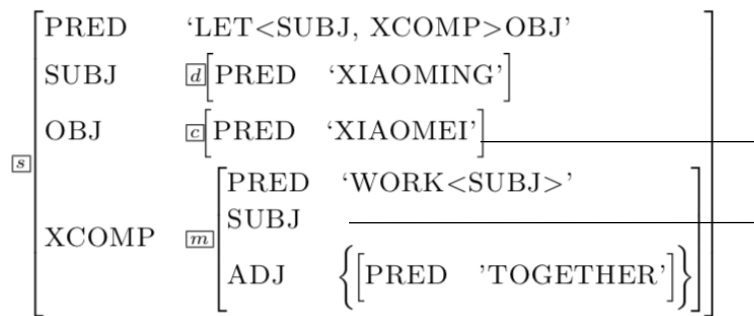 PRED ‘LET<SUBJ, XCOMP>OBJ’
SUBJ d[PRED ‘XIAOMING’]
OBJ c[PRED ‘XIAOMEI’]
s
PRED ‘WORK<SUBJ>’
SUBJ
XCOMP m
ADJ {[PRED ’TOGETHER’]}